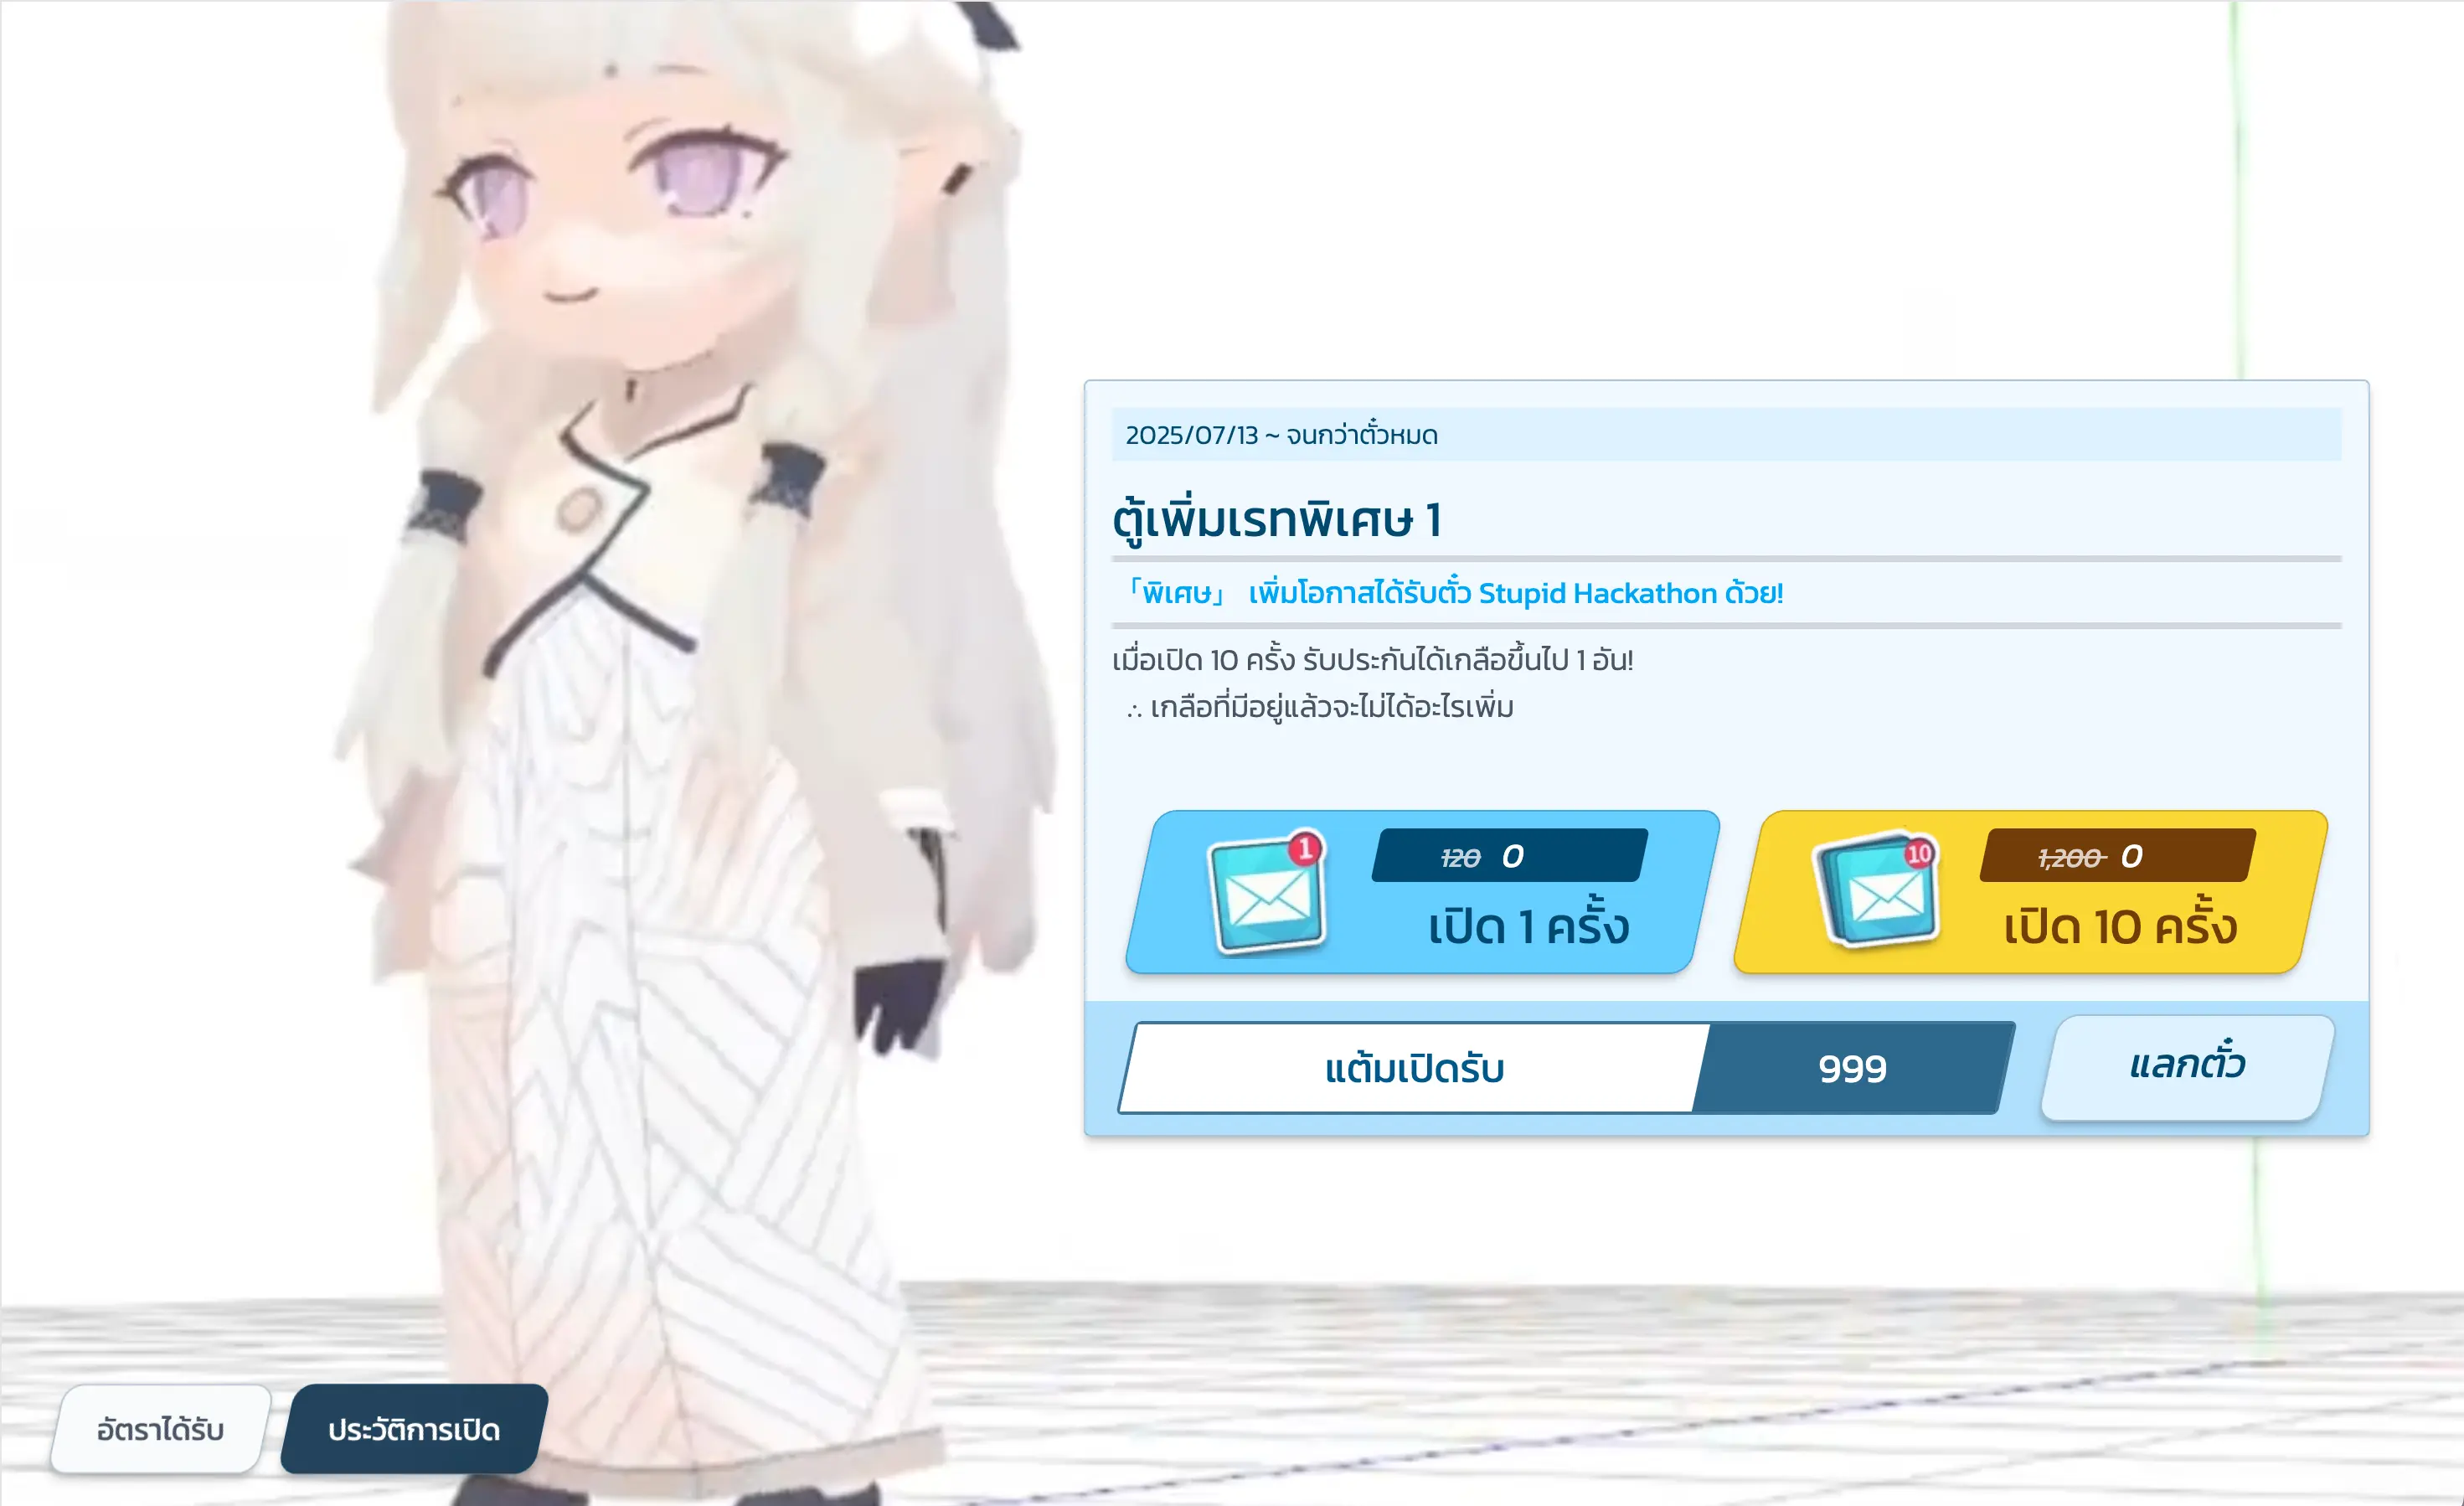 2025/07/13 ~ จนกว่าตั๋วหมด
ตู้เพิ่มเรทพิเศษ 1
「พิเศษ」 เพิ่มโอกาสได้รับตั๋ว Stupid Hackathon ด้วย!
เมื่อเปิด 10 ครั้ง รับประกันได้เกลือขึ้นไป 1 อัน!
∴ เกลือที่มีอยู่แล้วจะไม่ได้อะไรเพิ่ม
1
120 0
เปิด 1 ครั้ง
10
1,200 0
เปิด 10 ครั้ง
แต้มเปิดรับ 999
แลกตั๋ว
อัตราได้รับ
ประวัติการเปิด